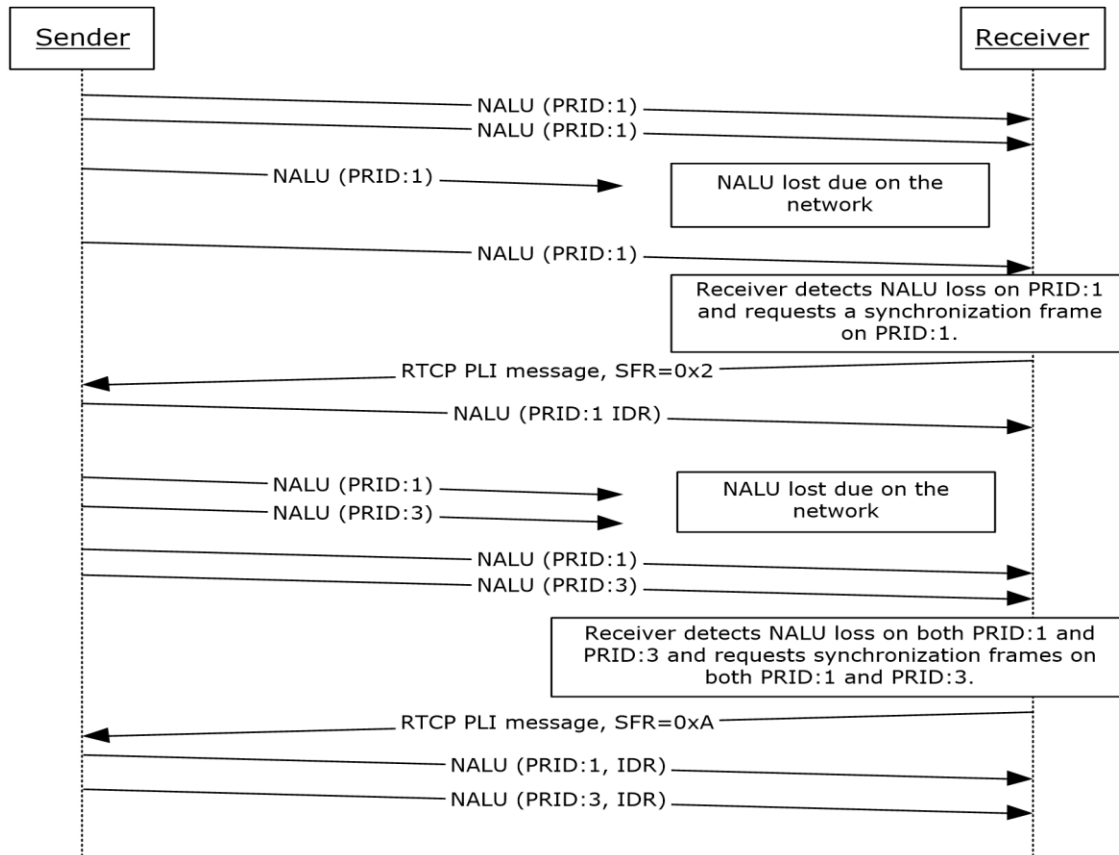 Sender
Receiver
NALU (PRID:1)
NALU (PRID:1)
NALU (PRID:1)
NALU lost due on the
network
NALU (PRID:1)
Receiver detects NALU loss on PRID:1
and requests a synchronization frame
on PRID:1.
RTCP PLI message, SFR=0x2
NALU (PRID:1 IDR)
NALU (PRID:1)
NALU lost due on the
network
NALU (PRID:3)
NALU (PRID:1)
NALU (PRID:3)
Receiver detects NALU loss on both PRID:1 and
PRID:3 and requests synchronization frames on
both PRID:1 and PRID:3.
RTCP PLI message, SFR=0xA
NALU (PRID:1, IDR)
NALU (PRID:3, IDR)